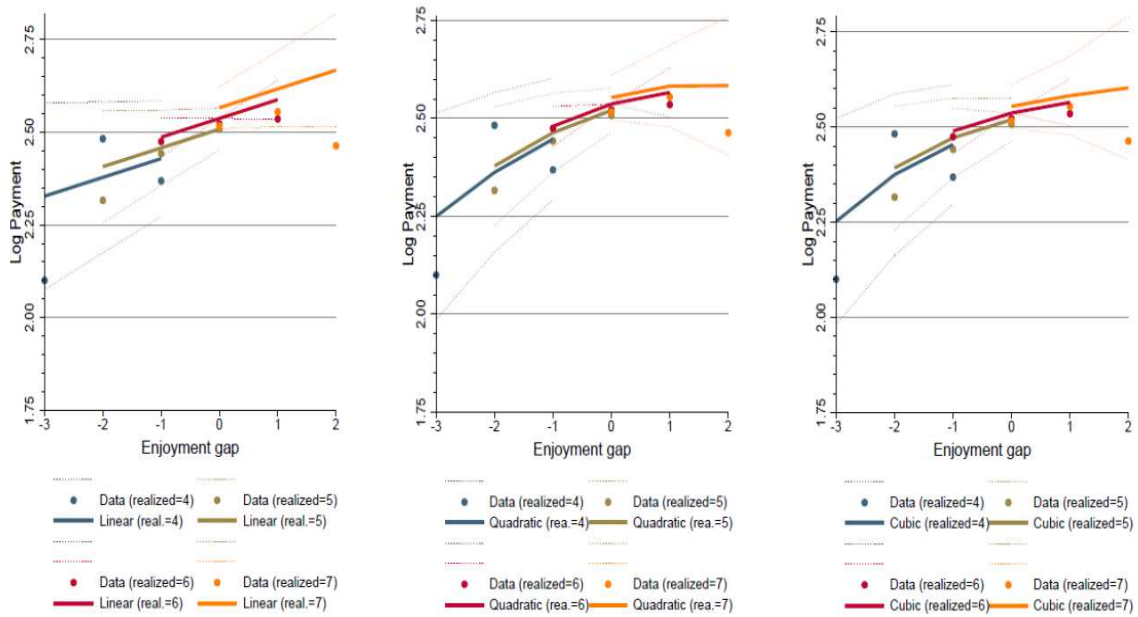 Log Payment
2.75
2.50
2.25
2.00
1.75
-3 -2 -1 0 1 2
Enjoyment gap
Data (realized=4) Data (realized=5)
Linear (real.=4) Linear (real.=5)
Data (realized=6) Data (realized=7)
Linear (real.=6) Linear (real.=7)
Log Payment
2.75
2.50
2.25
2.00
1.75
-3 -2 -1 0 1 2
Enjoyment gap
Data (realized=4) Data (realized=5)
Quadratic (rea.=4) Quadratic (rea.=5)
Data (realized=6) Data (realized=7)
Quadratic (rea.=6) Quadratic (rea.=7)
Log Payment
2.75
2.50
2.25
2.00
1.75
-3 -2 -1 0 1 2
Enjoyment gap
Data (realized=4) Data (realized=5)
Cubic (realized=4) Cubic (realized=5)
Data (realized=6) Data (realized=7)
Cubic (realized=6) Cubic (realized=7)